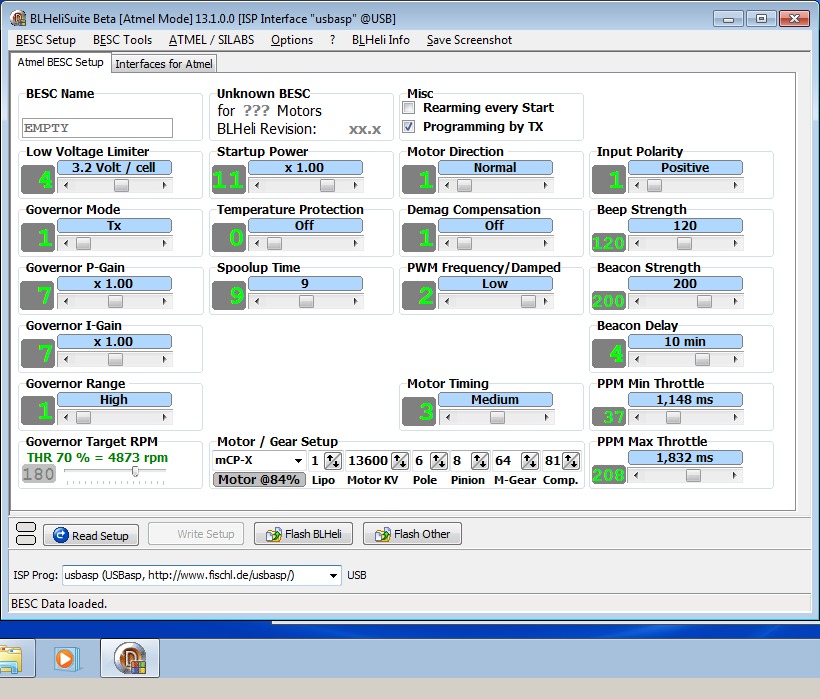 BLHeliSuite Beta [Atmel Mode] 13.1.0.0 [ISP Interface "usbasp" @USB]
BESC Setup BESC Tools ATMEL / SILABS Options ? BLHeli Info Save Screenshot
Atmel BESC Setup Interfaces for Atmel
BESC Name Unknown BESC Misc
for ??? Motors Rearming every Start
EMPTY BLHeli Revision: xx.x Programming by TX
Low Voltage Limiter Startup Power Motor Direction Input Polarity
4 3.2 Volt / cell 11 x 1.00 1 Normal 1 Positive
Governor Mode Temperature Protection Demag Compensation Beep Strength
1 Tx 0 Off 1 Off 120 120
Governor P-Gain Spoolup Time PWM Frequency/Damped Beacon Strength
7 x 1.00 9 9 2 Low 200 200
Governor I-Gain Beacon Delay
7 x 1.00 4 10 min
Governor Range Motor Timing PPM Min Throttle
1 High 3 Medium 37 1,148 ms
Governor Target RPM Motor / Gear Setup PPM Max Throttle
THR 70 % = 4873 rpm mCP-X 1 13600 6 8 64 81 208 1,832 ms
180 Motor @84% Lipo Motor KV Pole Pinion M-Gear Comp.
Read Setup Write Setup Flash BLHeli Flash Other
ISP Prog: usbasp (USBasp, http://www.fischl.de/usbasp/) USB
BESC Data loaded.